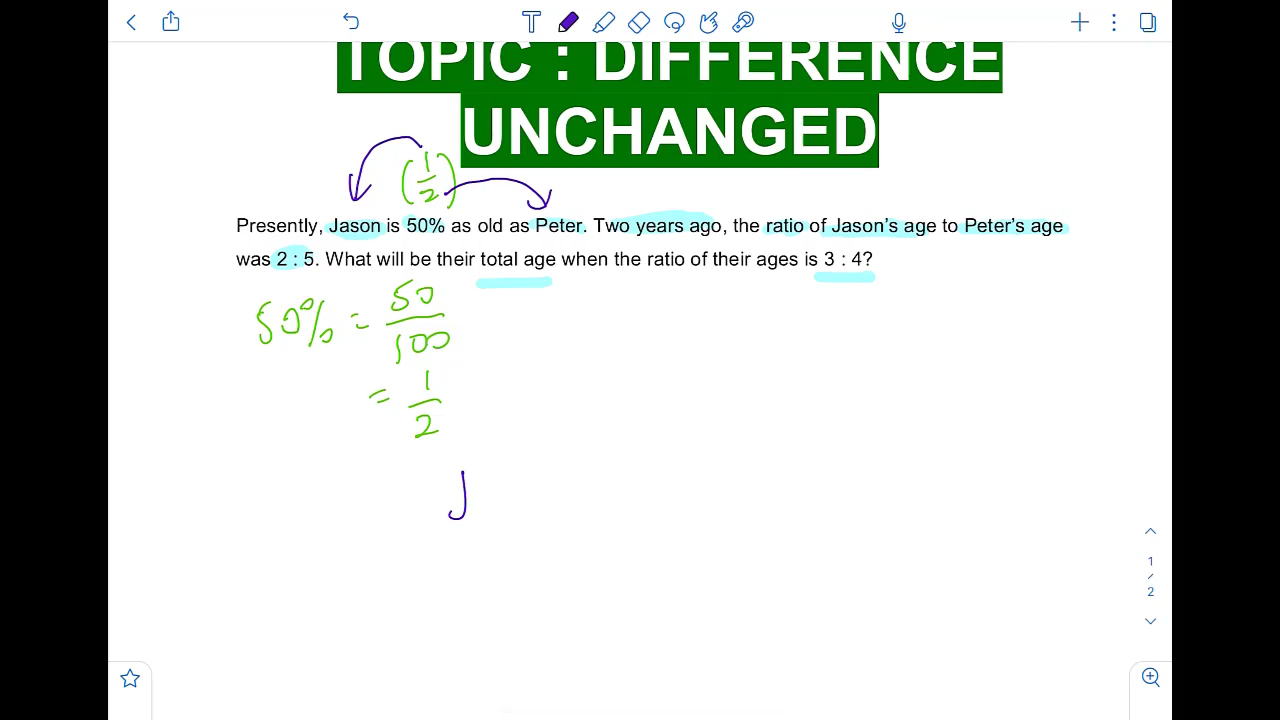 TOPIC : DIFFERENCE
UNCHANGED
(1/2)
Presently, Jason is 50% as old as Peter. Two years ago, the ratio of Jason's age to Peter's age
was 2 : 5. What will be their total age when the ratio of their ages is 3 : 4?
50% = 50/100
= 1/2
J
1
/
2